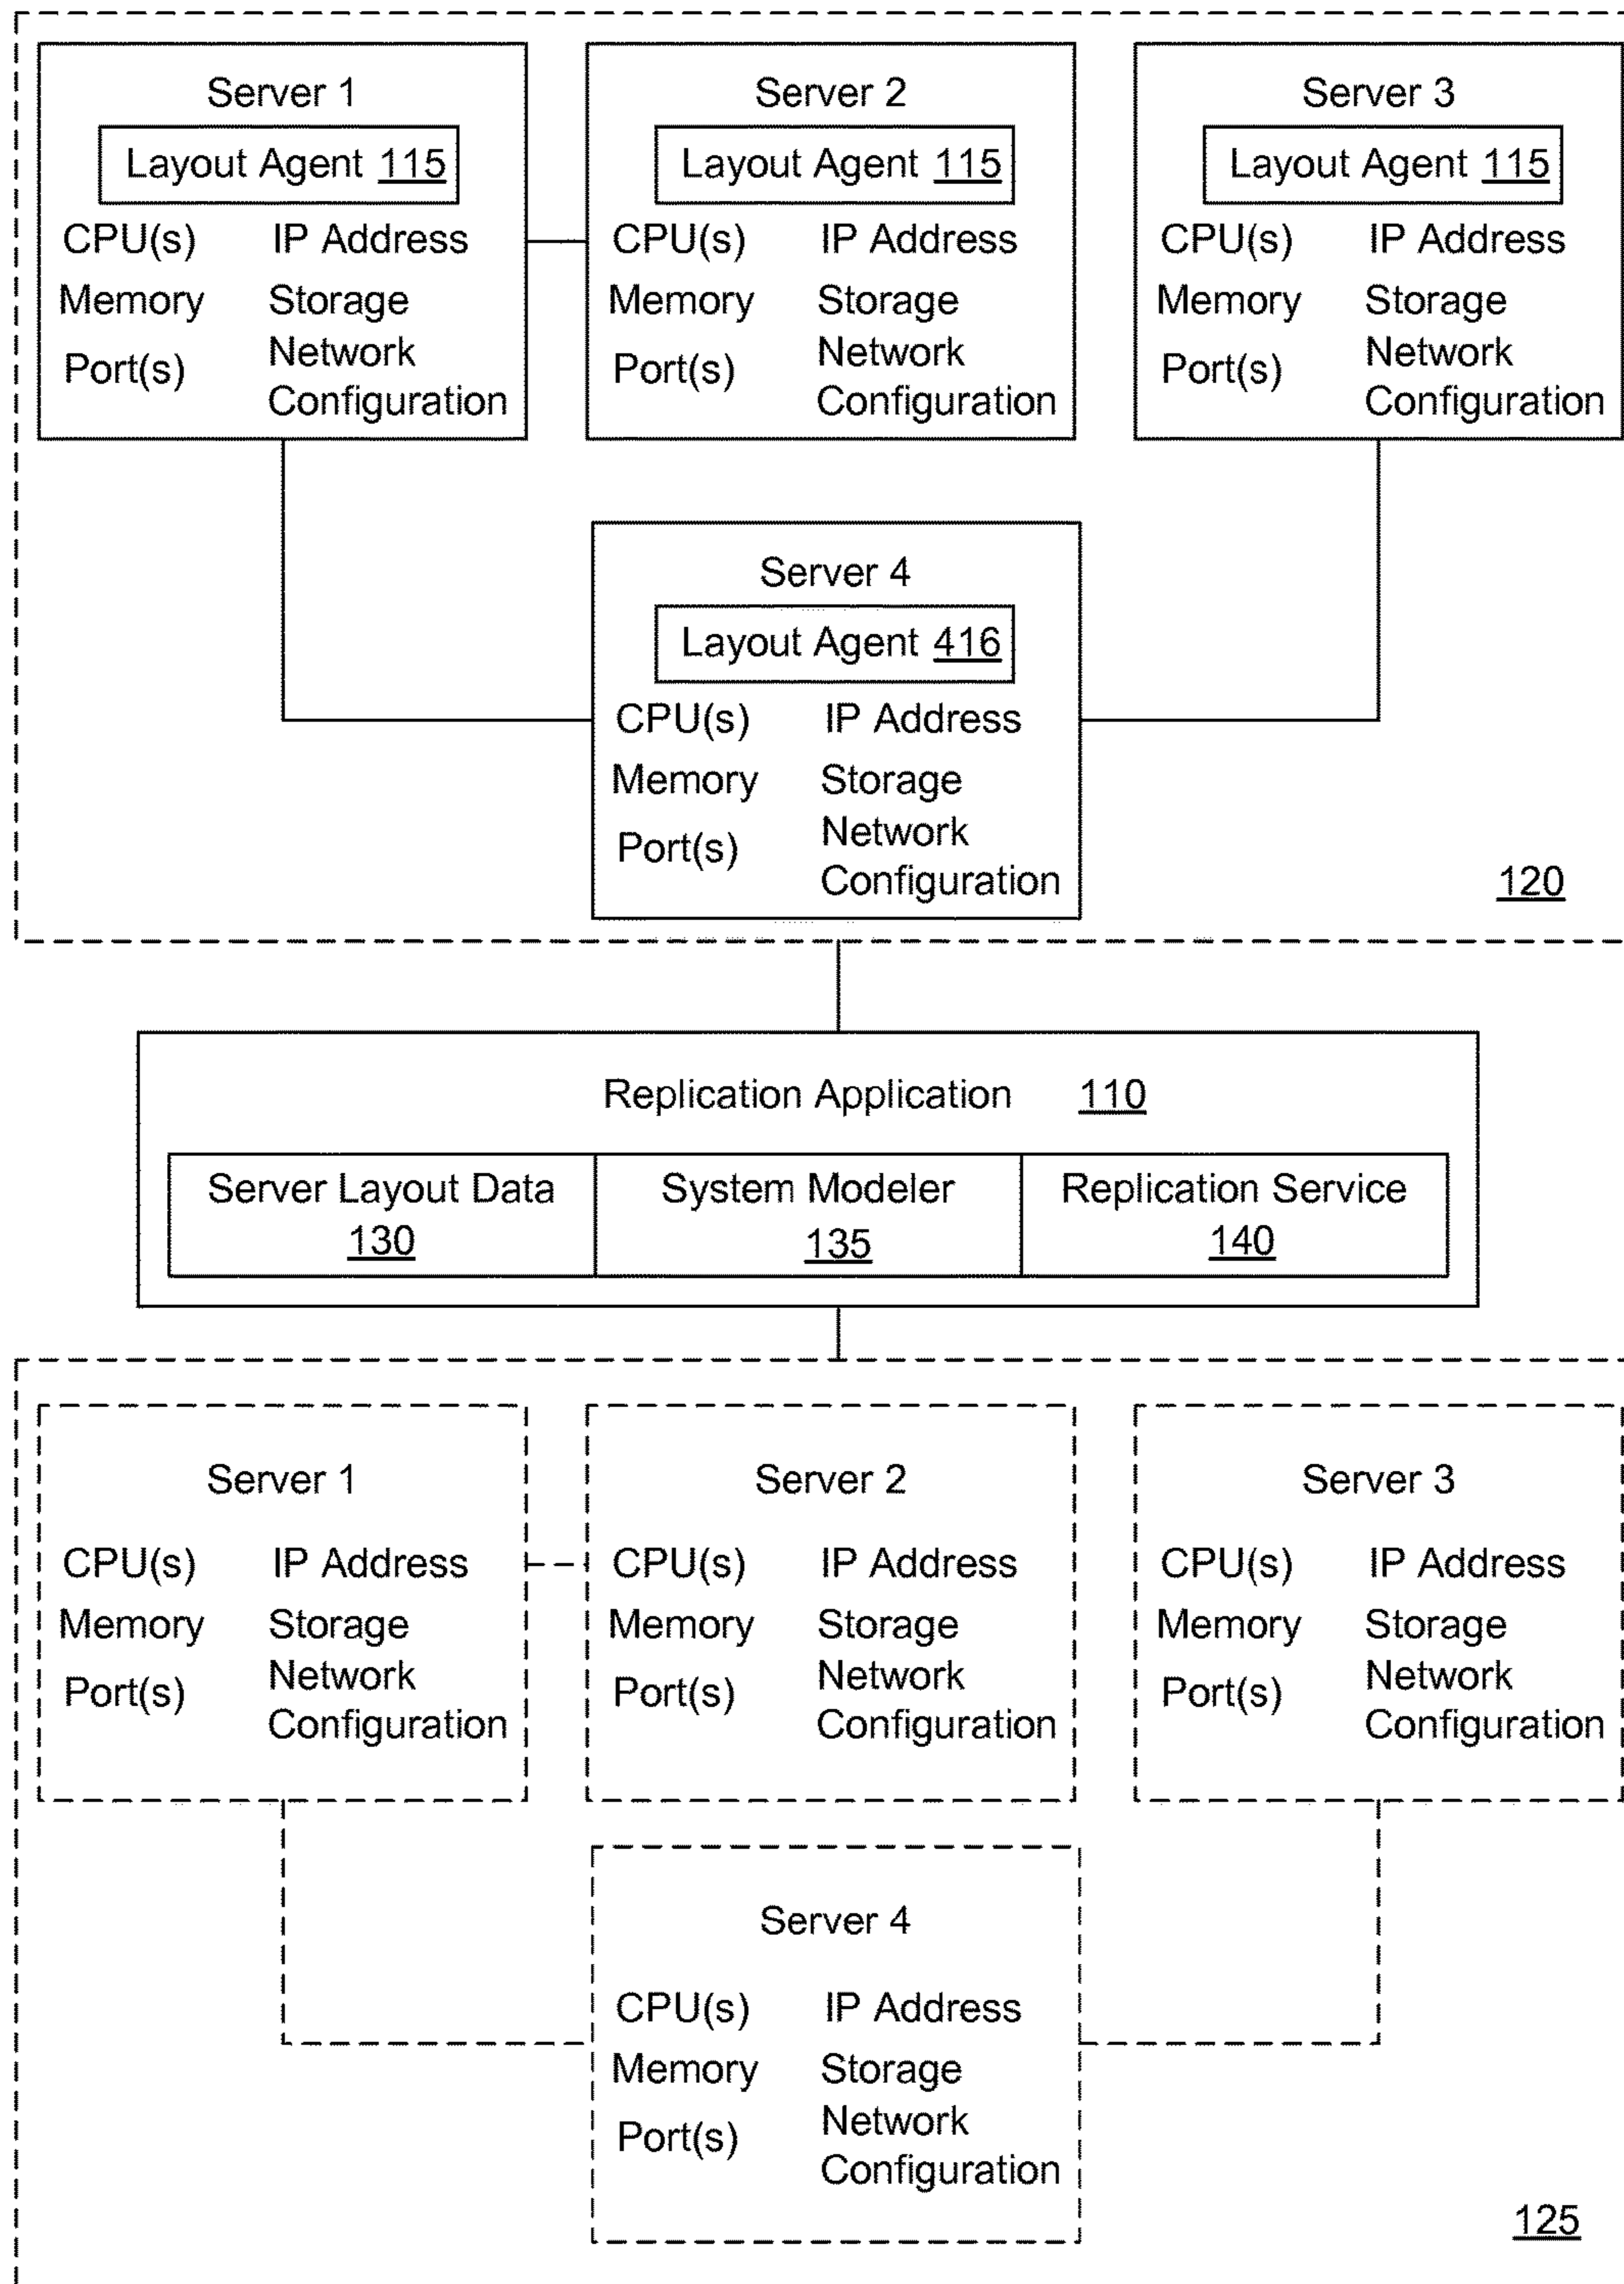 Server 1
Layout Agent 115
CPU(s) IP Address
Memory Storage
Port(s) Network
Configuration
Server 2
Layout Agent 115
CPU(s) IP Address
Memory Storage
Port(s) Network
Configuration
Server 3
Layout Agent 115
CPU(s) IP Address
Memory Storage
Port(s) Network
Configuration
Server 4
Layout Agent 416
CPU(s) IP Address
Memory Storage
Port(s) Network
Configuration
120
Replication Application 110
Server Layout Data
130
System Modeler
135
Replication Service
140
Server 1
CPU(s) IP Address
Memory Storage
Port(s) Network
Configuration
Server 2
CPU(s) IP Address
Memory Storage
Port(s) Network
Configuration
Server 3
CPU(s) IP Address
Memory Storage
Port(s) Network
Configuration
Server 4
CPU(s) IP Address
Memory Storage
Port(s) Network
Configuration
125